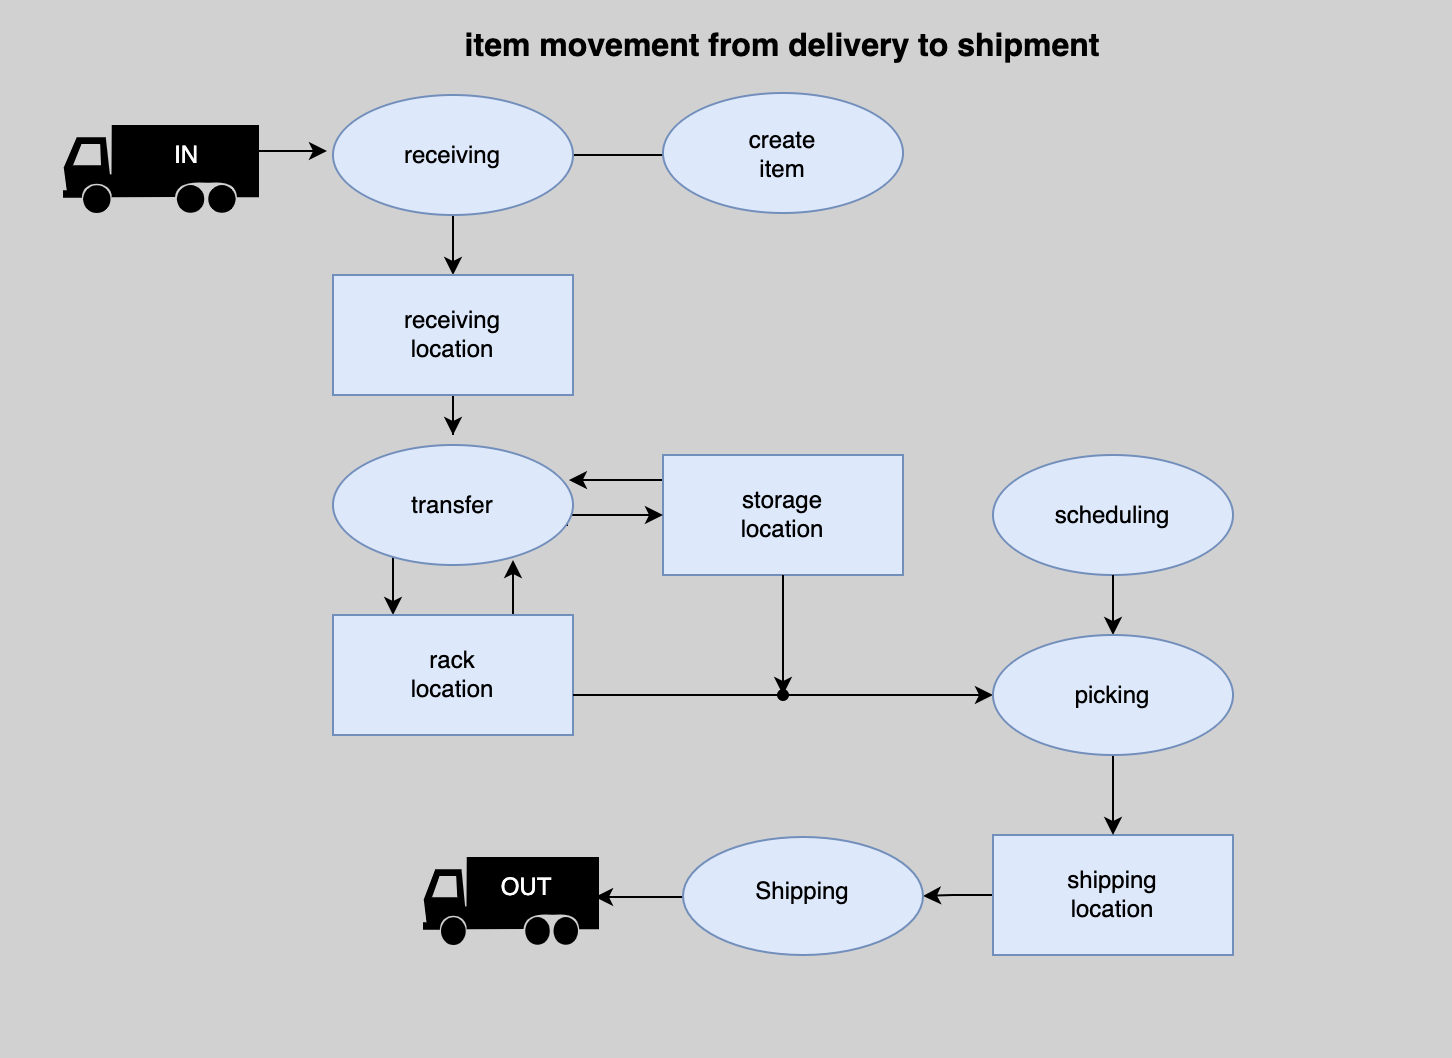 item movement from delivery to shipment
IN
receiving
create
item
receiving
location
transfer
storage
location
scheduling
rack
location
picking
OUT
Shipping
shipping
location